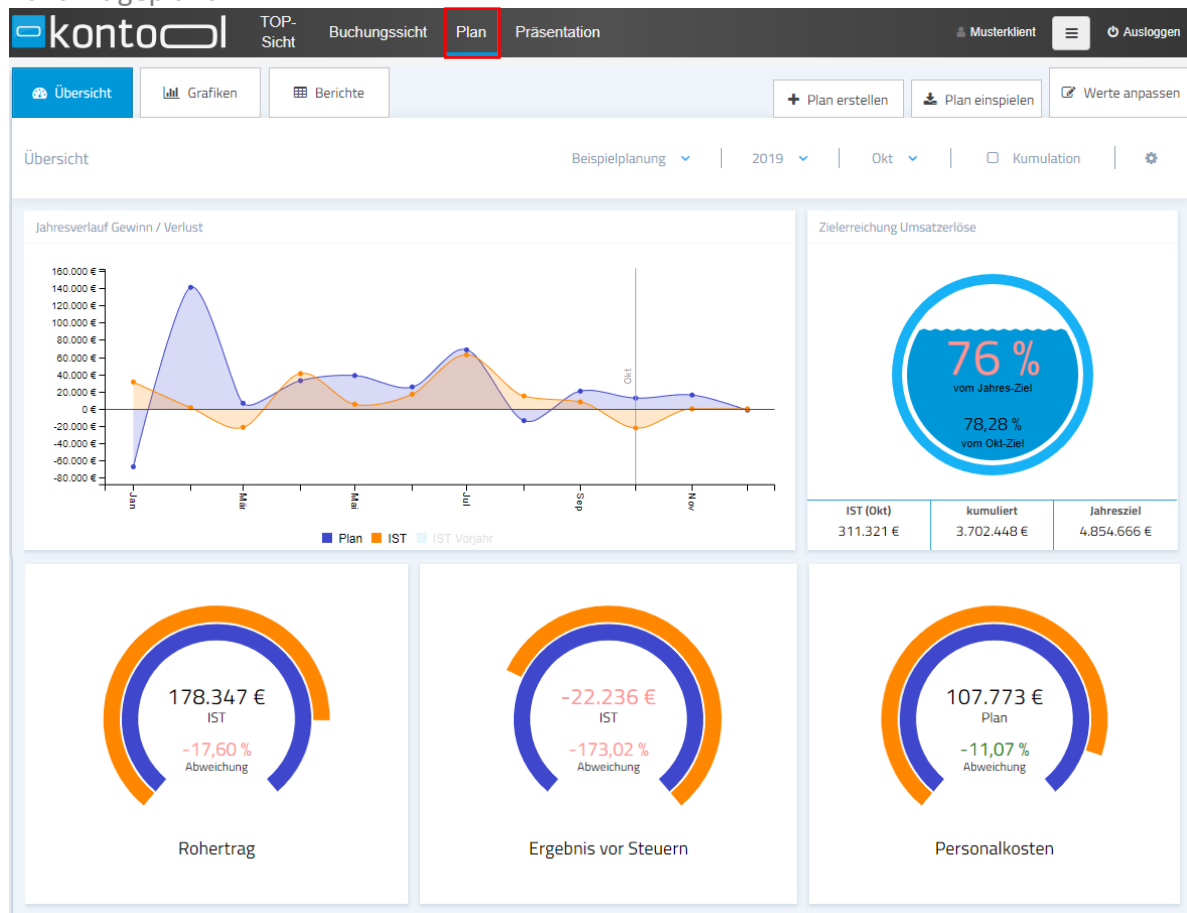 kontool
TOP-
Sicht
Buchungssicht
Plan
Präsentation
Musterklient
Ausloggen
Übersicht
Grafiken
Berichte
Plan erstellen
Plan einspielen
Werte anpassen
Übersicht
Beispielplanung
2019
Okt
Kumulation
Jahresverlauf Gewinn / Verlust
160.000 €
140.000 €
120.000 €
100.000 €
80.000 €
60.000 €
40.000 €
20.000 €
0 €
-20.000 €
-40.000 €
-60.000 €
-80.000 €
Okt
Jan
Mär
Mai
Jul
Sep
Nov
Plan
IST
IST Vorjahr
Zielerreichung Umsatzerlöse
76 %
vom Jahres-Ziel
78,28 %
vom Okt-Ziel
IST (Okt)
kumuliert
Jahresziel
311.321 €
3.702.448 €
4.854.666 €
178.347 €
IST
-17,60 %
Abweichung
Rohertrag
-22.236 €
IST
-173,02 %
Abweichung
Ergebnis vor Steuern
107.773 €
Plan
-11,07 %
Abweichung
Personalkosten